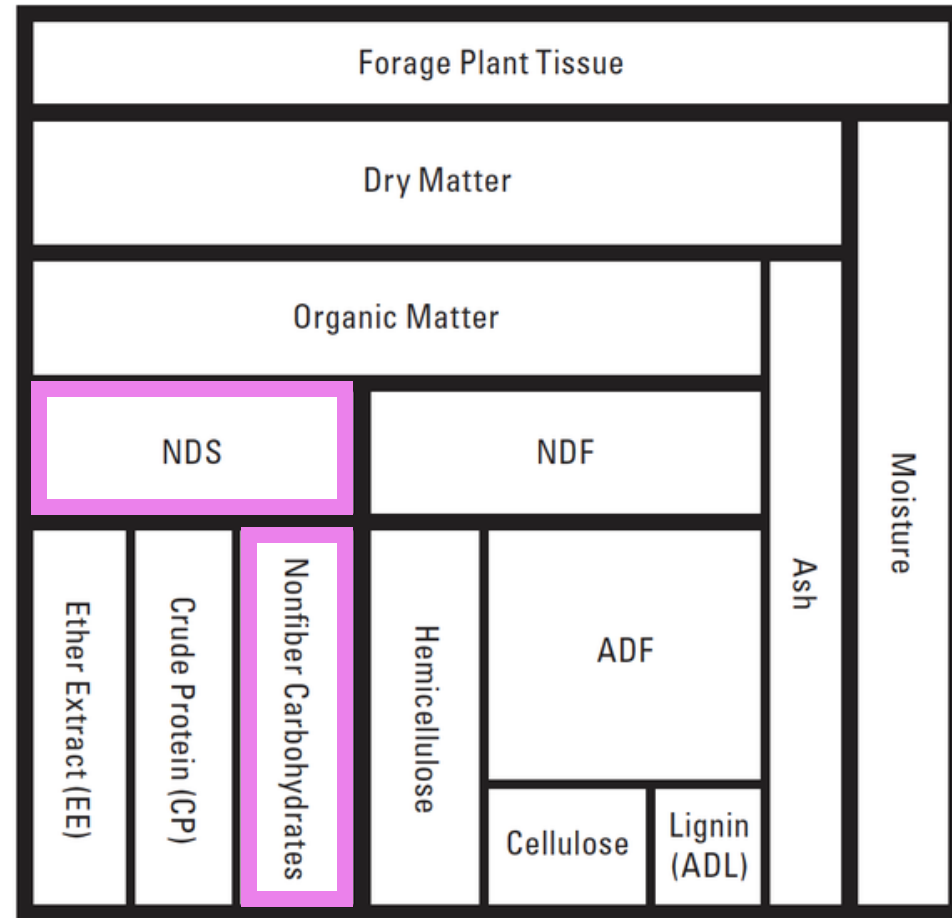 Forage Plant Tissue
Dry Matter
Organic Matter
NDS
NDF
Moisture
Ash
Ether Extract (EE)
Crude Protein (CP)
Nonfiber Carbohydrates
Hemicellulose
ADF
Cellulose
Lignin
(ADL)